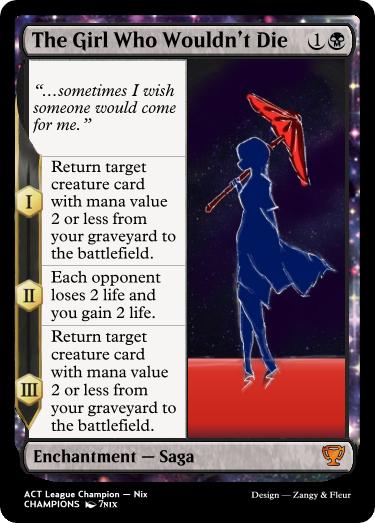 The Girl Who Wouldn't Die 1
"...sometimes I wish
someone would come
for me."
I
Return target
creature card
with mana value
2 or less from
your graveyard to
the battlefield.
II
Each opponent
loses 2 life and
you gain 2 life.
III
Return target
creature card
with mana value
2 or less from
your graveyard to
the battlefield.
Enchantment — Saga
ACT League Champion — Nix
CHAMPIONS 7NIX
Design — Zangy & Fleur